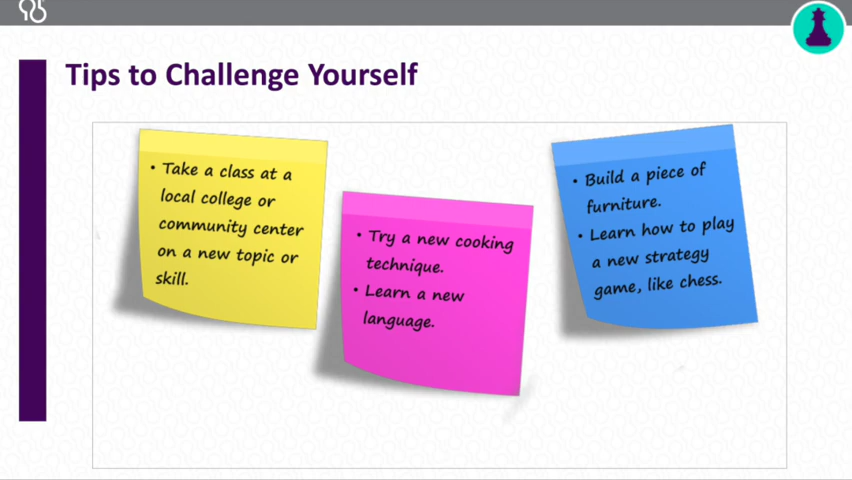 Tips to Challenge Yourself
• Take a class at a
local college or
community center
on a new topic or
skill.
• Try a new cooking
technique.
• Learn a new
language.
• Build a piece of
furniture.
• Learn how to play
a new strategy
game, like chess.